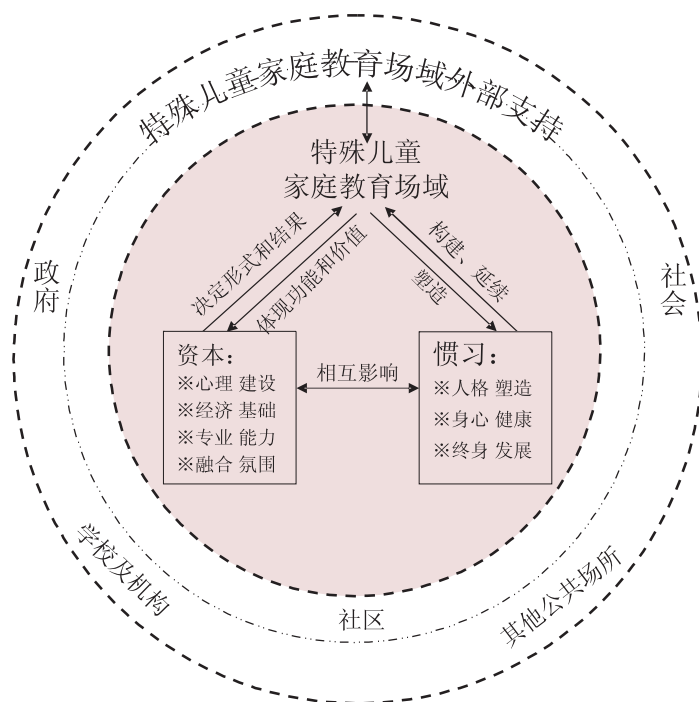 特殊儿童家庭教育场域外部支持
特殊儿童
家庭教育场域
政府
社会
决定形式和结果
体现功能和价值
构建、延续
塑造
资本：
※心理 建设
※经济 基础
※专业 能力
※融合 氛围
相互影响
惯习：
※人格 塑造
※身心 健康
※终身 发展
学校及机构
社区
其他公共场所